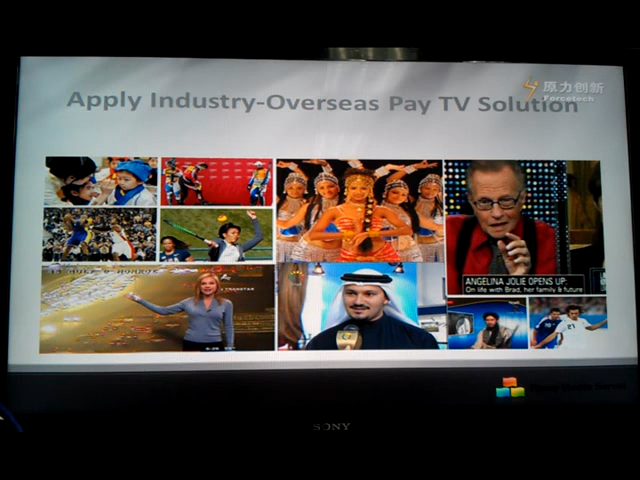 Apply Industry-Overseas Pay TV Solution
原力创新
Forcetech
ANGELINA JOLIE OPENS UP:
On life with Brad, her family & future
21
SONY